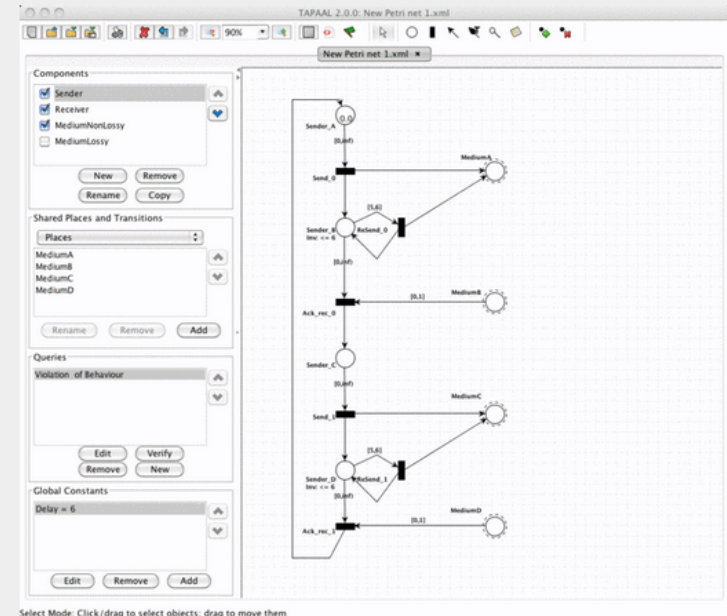 TAPAAL 2.0.0: New Petri net 1.xml
90%
New Petri net 1.xml
Components
Sender
Receiver
MediumNonLossy
MediumLossy
New
Remove
Rename
Copy
Shared Places and Transitions
Places
MediumA
MediumB
MediumC
MediumD
Rename
Remove
Add
Queries
Violation of Behaviour
Edit
Verify
Remove
New
Global Constants
Delay = 6
Edit
Remove
Add
0.0
Sender_A
[0,inf)
MediumA
Send_0
[5,6]
Sender_B
Inv: <= 6
ReSend_0
[0,inf)
MediumB
[0,1]
Ack_rec_0
Sender_C
[0,inf)
MediumC
Send_1
[5,6]
Sender_D
Inv: <= 6
ReSend_1
[0,inf)
MediumD
[0,1]
Ack_rec_1
Select Mode: Click/drag to select objects; drag to move them